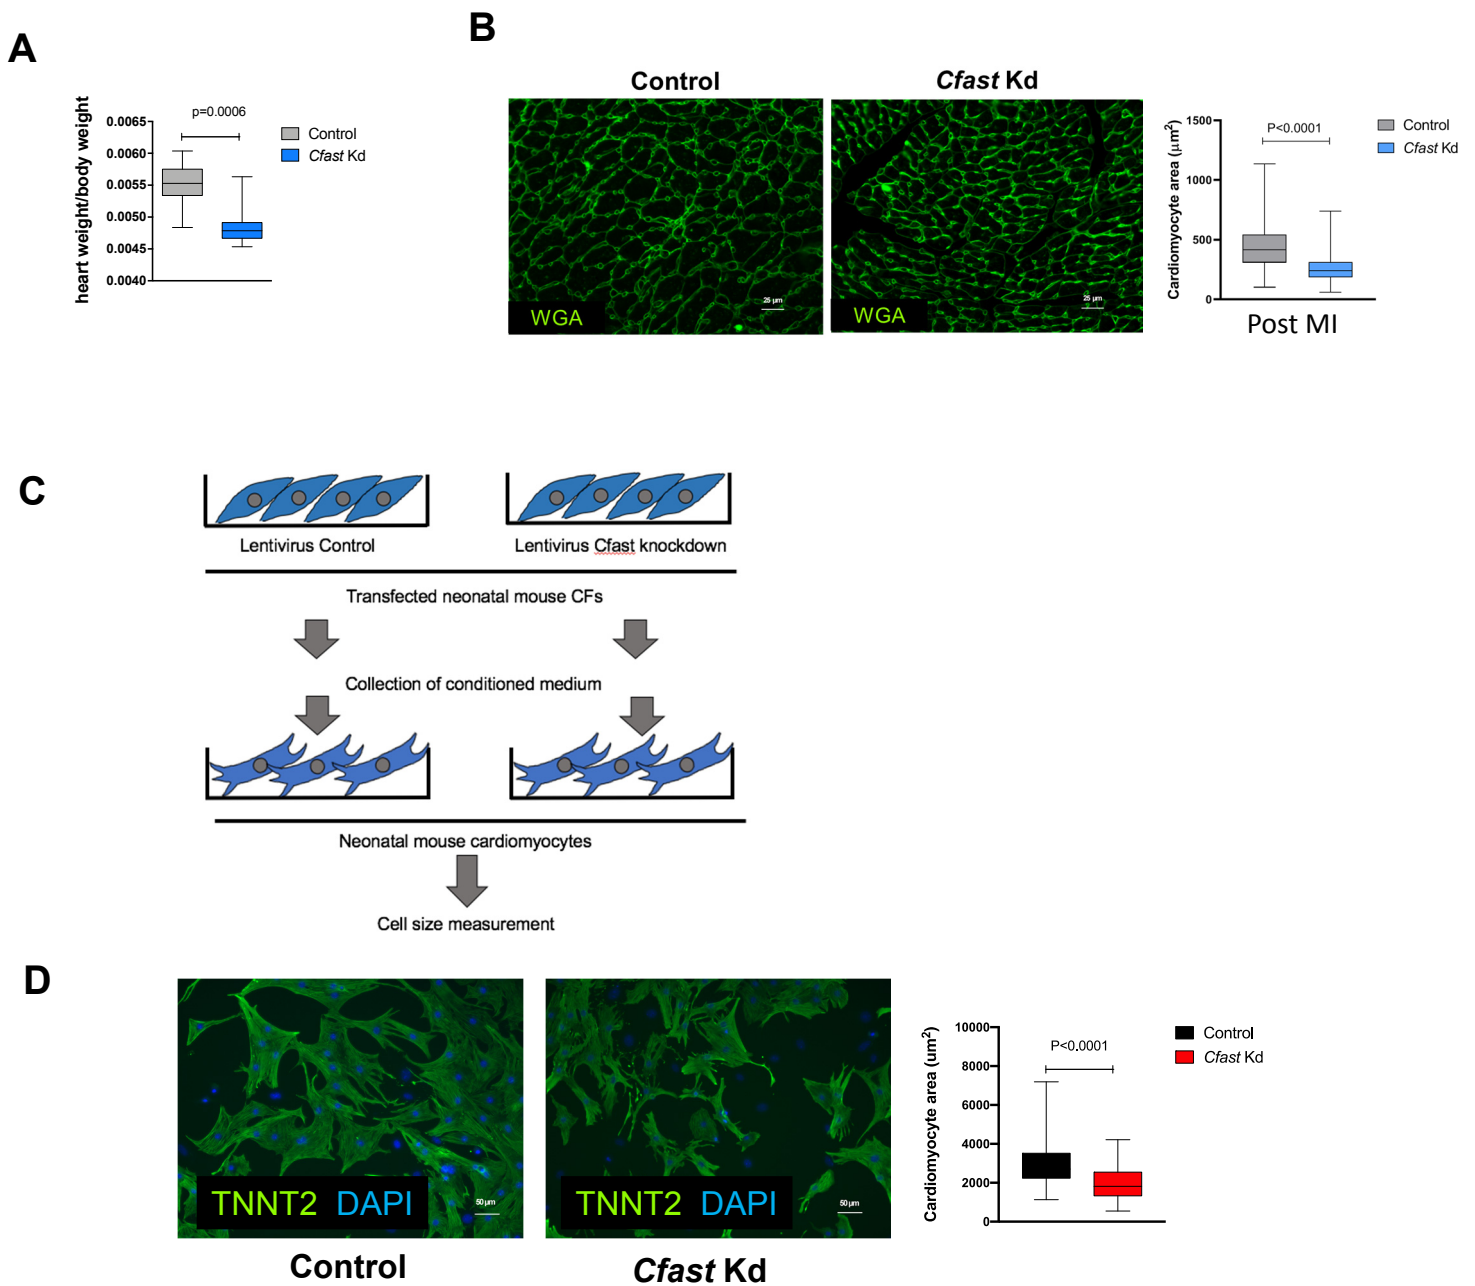 A
heart weight/body weight
0.0065
0.0060
0.0055
0.0050
0.0045
0.0040
p=0.0006
Control
Cfast Kd
B
Control
Cfast Kd
WGA
25 µm
WGA
25 µm
Cardiomyocyte area (µm²)
1500
1000
500
0
P<0.0001
Control
Cfast Kd
Post MI
C
Lentivirus Control
Lentivirus Cfast knockdown
Transfected neonatal mouse CFs
Collection of conditioned medium
Neonatal mouse cardiomyocytes
Cell size measurement
D
TNNT2 DAPI
50 µm
Control
TNNT2 DAPI
50 µm
Cfast Kd
Cardiomyocyte area (um²)
10000
8000
6000
4000
2000
0
P<0.0001
Control
Cfast Kd